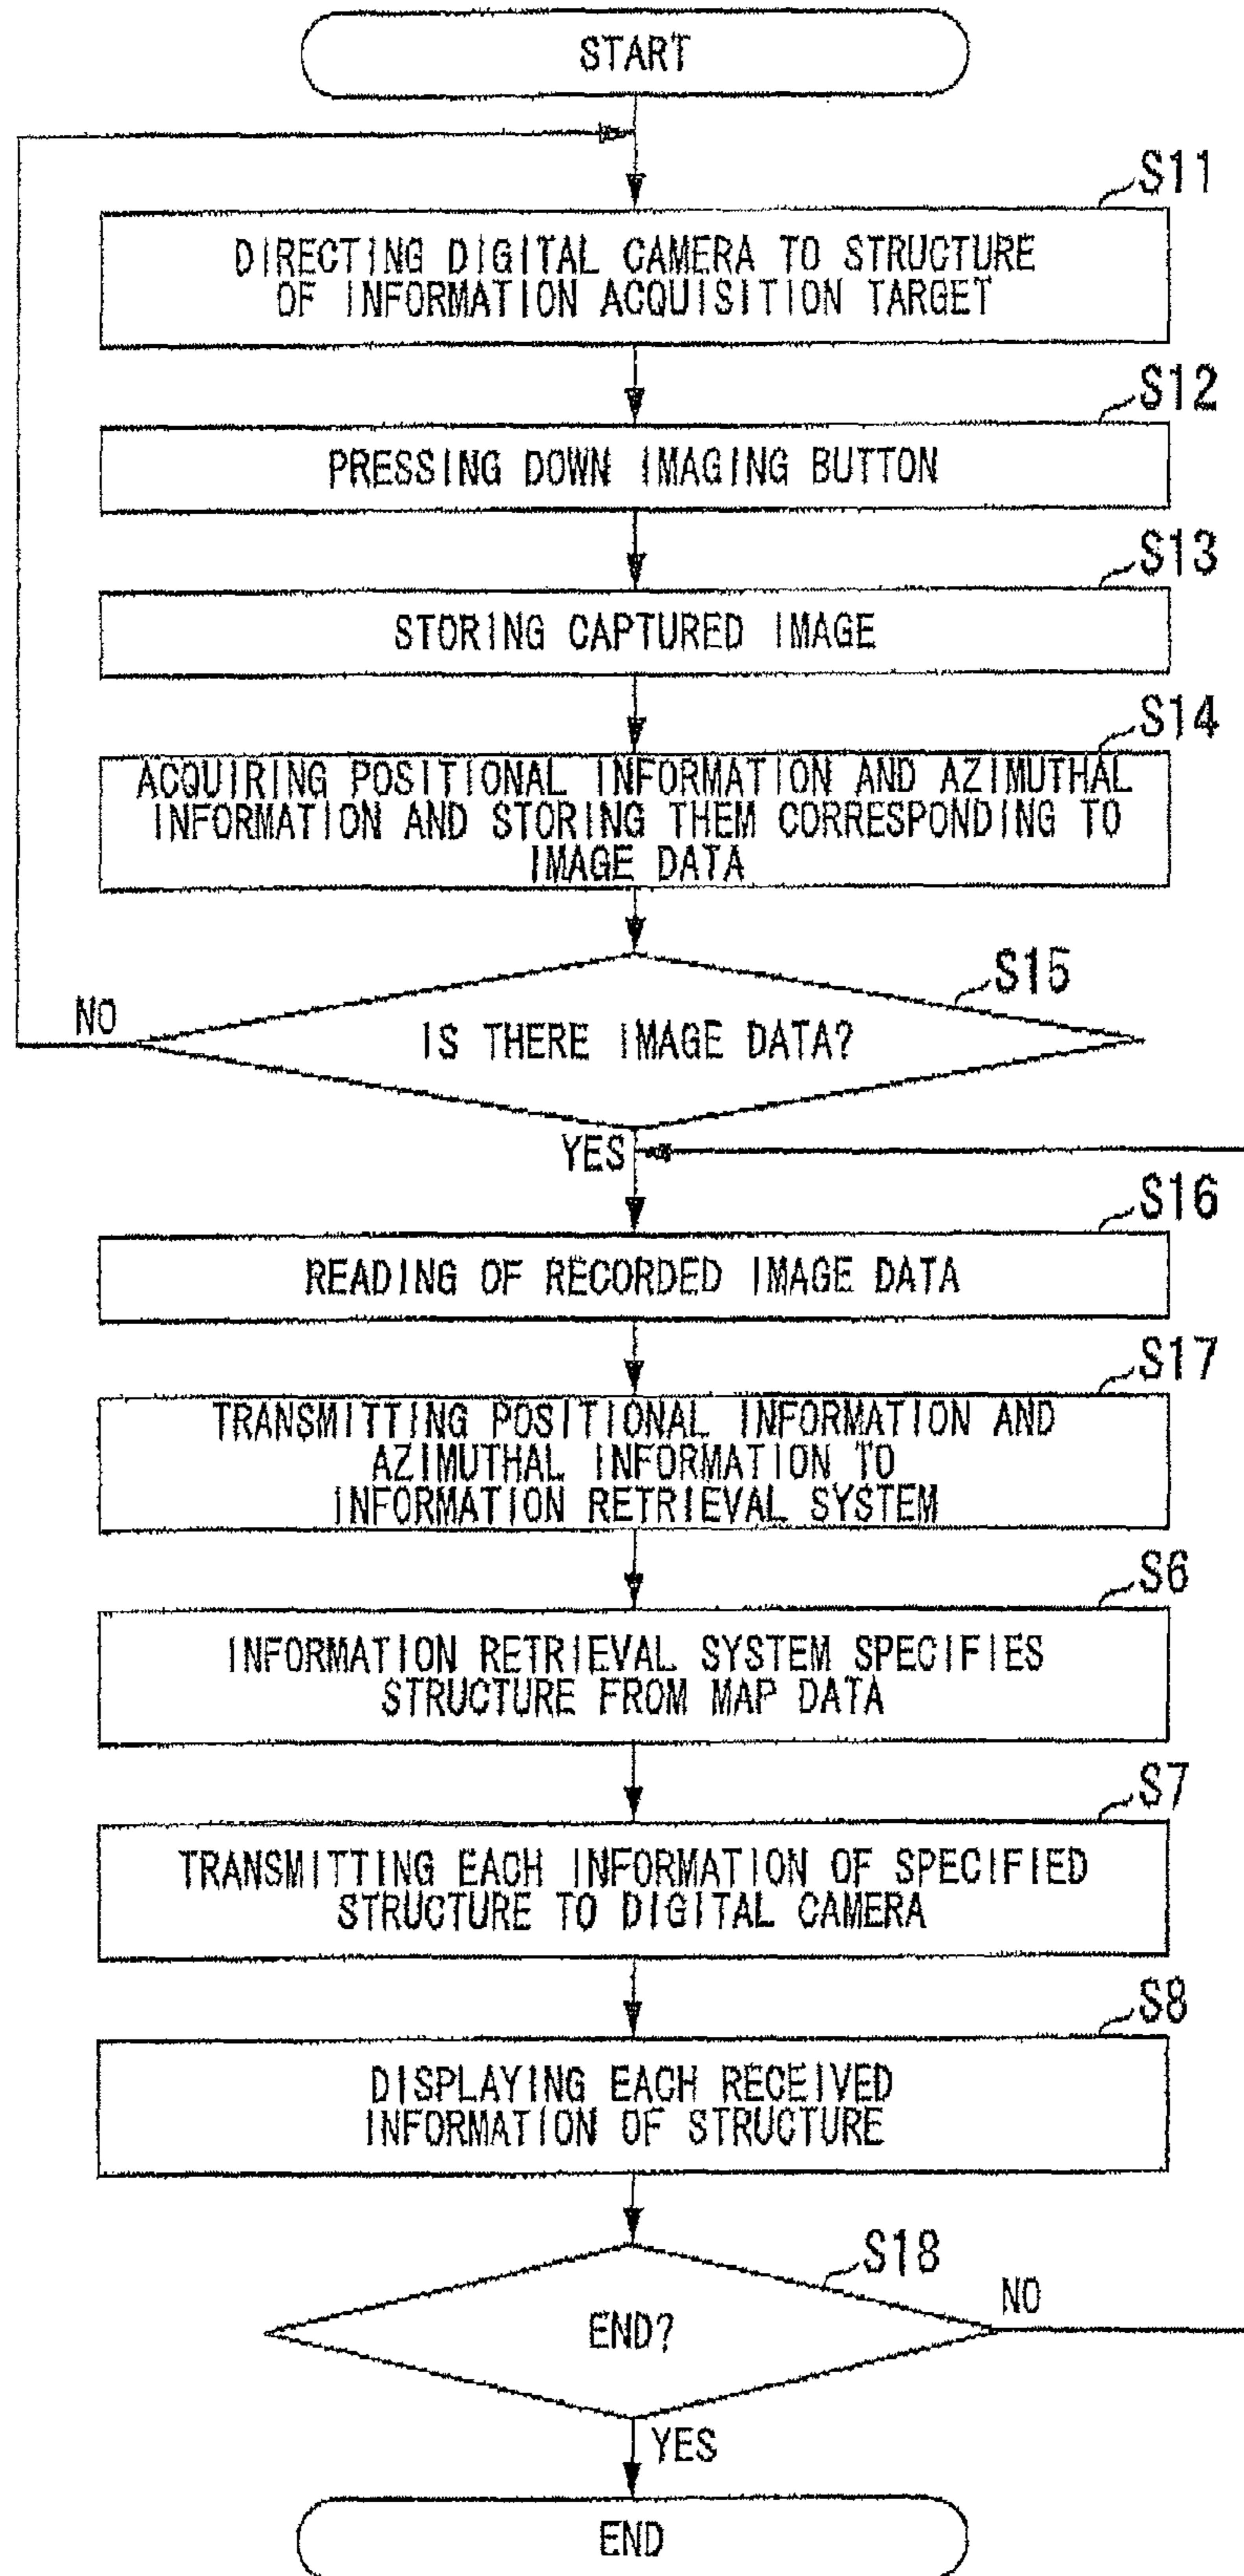 START
S11
DIRECTING DIGITAL CAMERA TO STRUCTURE
OF INFORMATION ACQUISITION TARGET
S12
PRESSING DOWN IMAGING BUTTON
S13
STORING CAPTURED IMAGE
S14
ACQUIRING POSITIONAL INFORMATION AND AZIMUTHAL
INFORMATION AND STORING THEM CORRESPONDING TO
IMAGE DATA
S15
NO
IS THERE IMAGE DATA?
YES
S16
READING OF RECORDED IMAGE DATA
S17
TRANSMITTING POSITIONAL INFORMATION AND
AZIMUTHAL INFORMATION TO
INFORMATION RETRIEVAL SYSTEM
S6
INFORMATION RETRIEVAL SYSTEM SPECIFIES
STRUCTURE FROM MAP DATA
S7
TRANSMITTING EACH INFORMATION OF SPECIFIED
STRUCTURE TO DIGITAL CAMERA
S8
DISPLAYING EACH RECEIVED
INFORMATION OF STRUCTURE
S18
NO
END?
YES
END